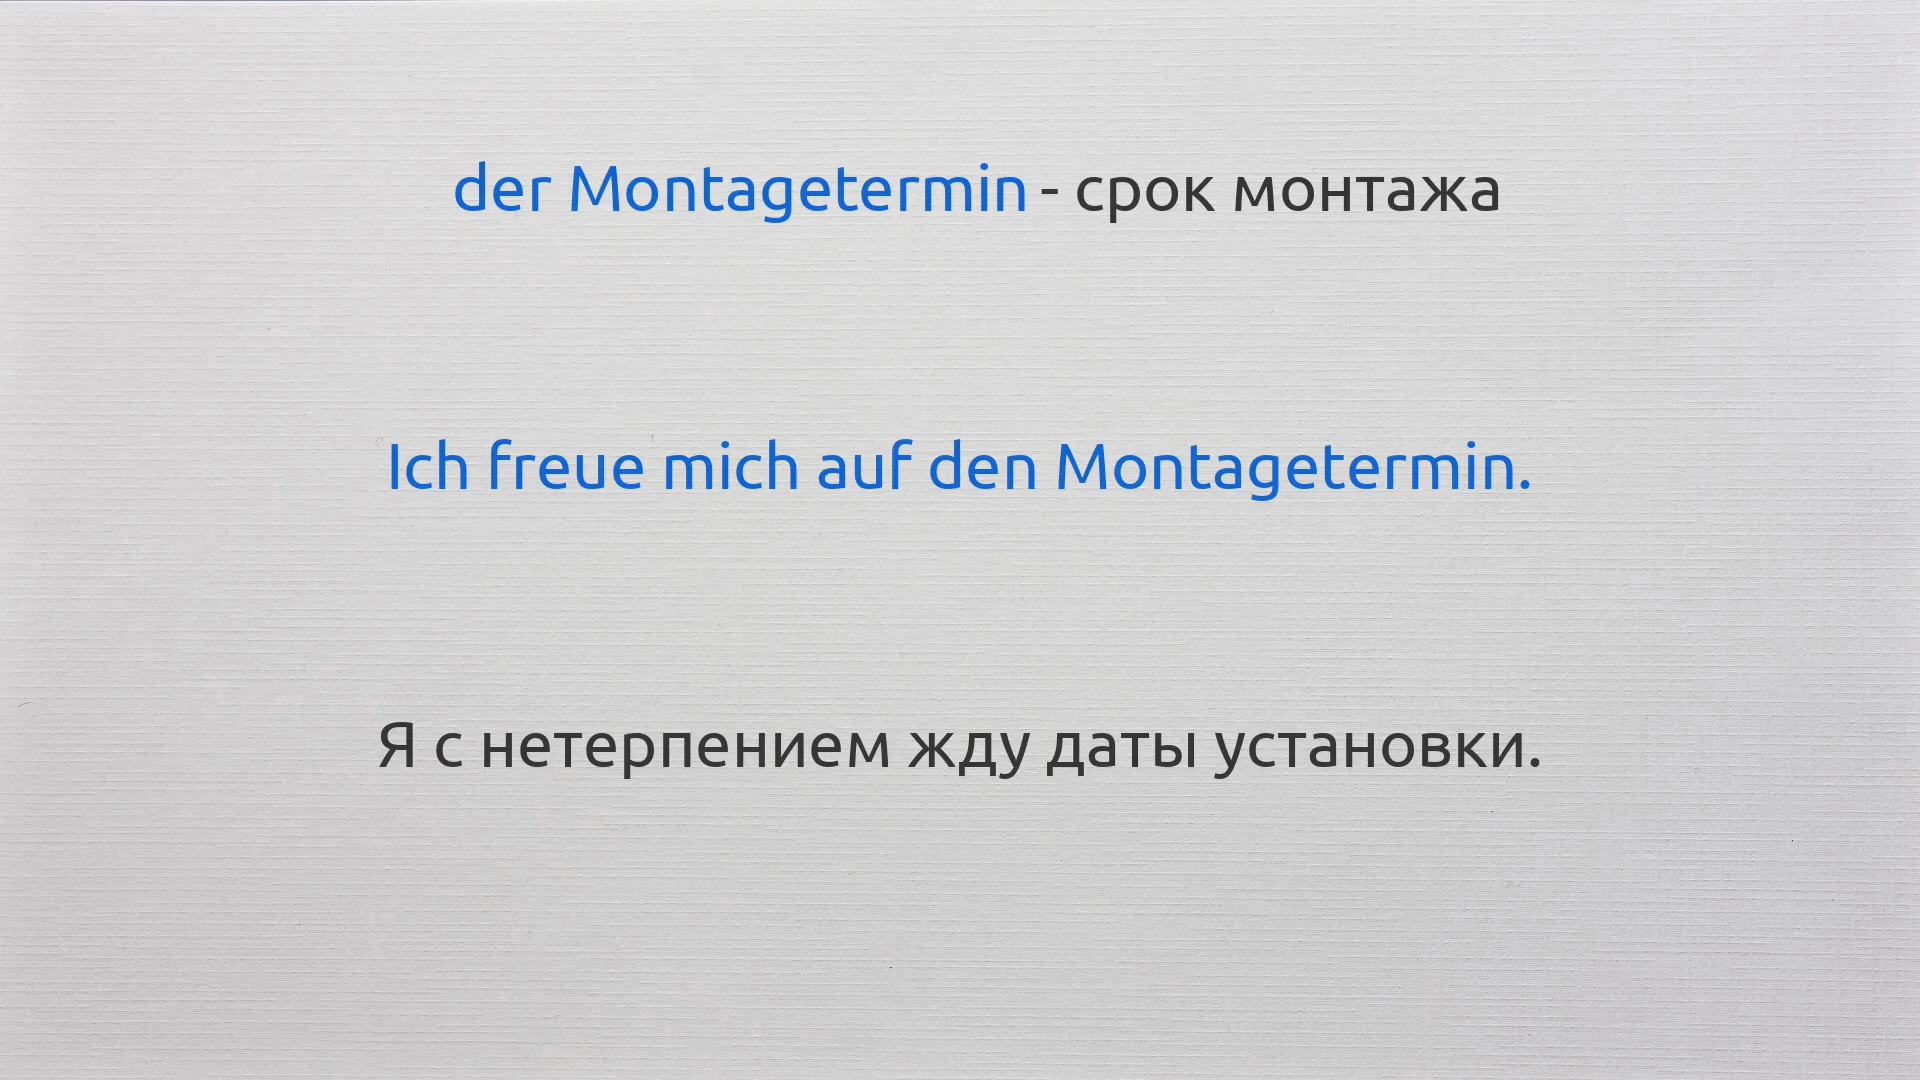 der Montagetermin - срок монтажа
Ich freue mich auf den Montagetermin.
Я с нетерпением жду даты установки.